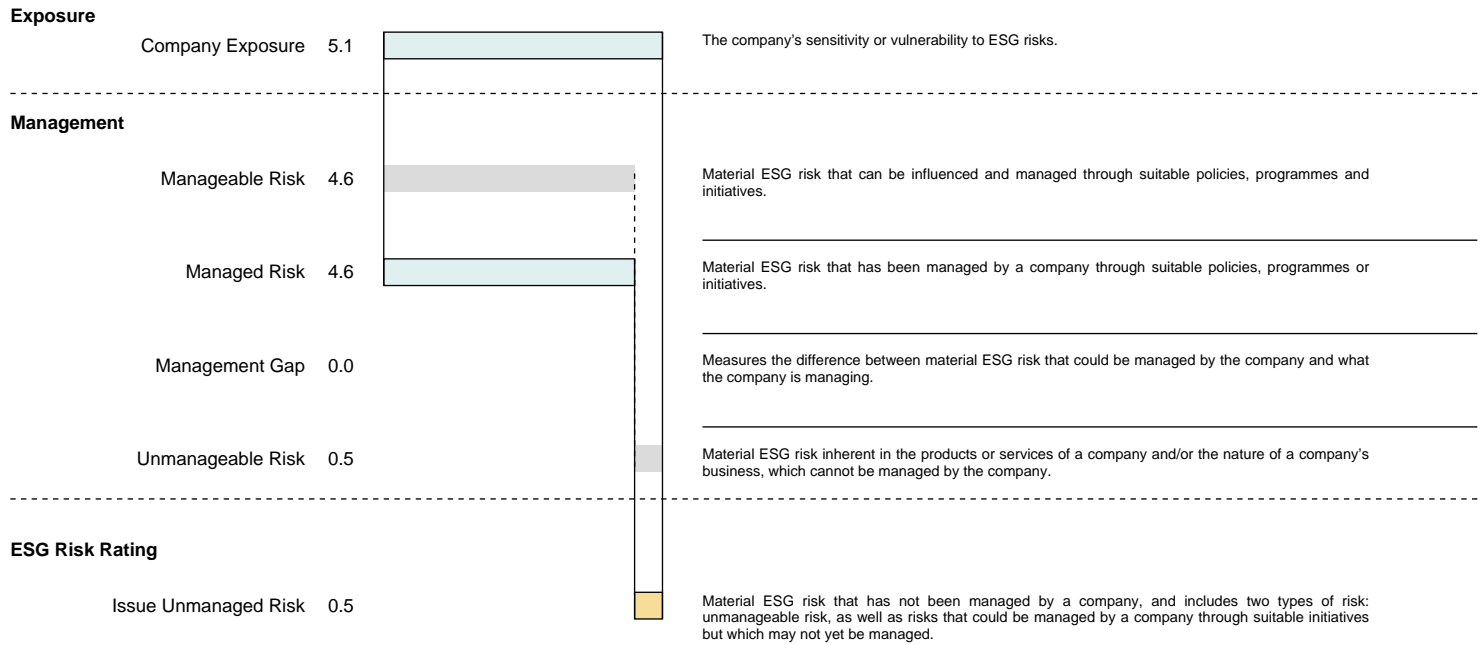 Exposure
Company Exposure 5.1
The company's sensitivity or vulnerability to ESG risks.
Management
Manageable Risk 4.6
Material ESG risk that can be influenced and managed through suitable policies, programmes and
initiatives.
Managed Risk 4.6
Material ESG risk that has been managed by a company through suitable policies, programmes or
initiatives.
Management Gap 0.0
Measures the difference between material ESG risk that could be managed by the company and what
the company is managing.
Unmanageable Risk 0.5
Material ESG risk inherent in the products or services of a company and/or the nature of a company's
business, which cannot be managed by the company.
ESG Risk Rating
Issue Unmanaged Risk 0.5
Material ESG risk that has not been managed by a company, and includes two types of risk:
unmanageable risk, as well as risks that could be managed by a company through suitable initiatives
but which may not yet be managed.